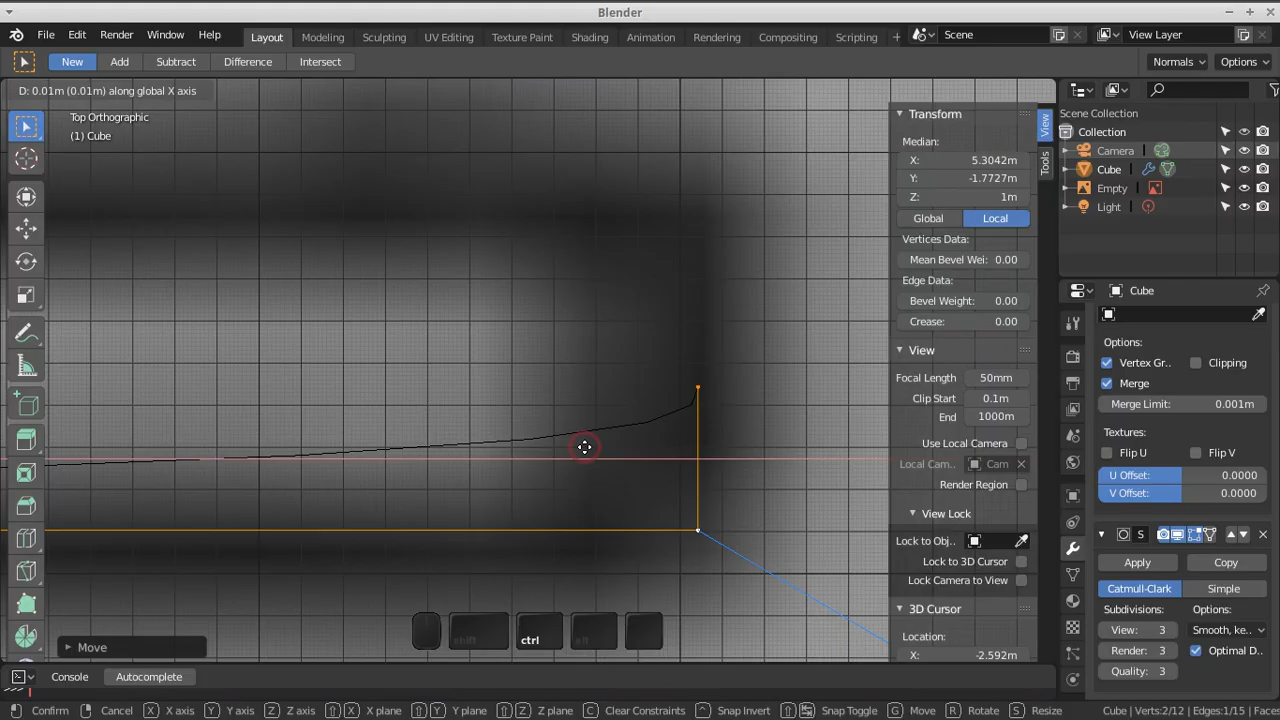 Blender
File Edit Render Window Help Layout Modeling Sculpting UV Editing Texture Paint Shading Animation Rendering Compositing Scripting + Scene View Layer
New Add Subtract Difference Intersect Normals Options
D: 0.01m (0.01m) along global X axis
Top Orthographic
(1) Cube
Transform
Median:
X: 5.3042m
Y: -1.7727m
Z: 1m
Global Local
Vertices Data:
Mean Bevel Wei: 0.00
Edge Data:
Bevel Weight: 0.00
Crease: 0.00
View
Focal Length 50mm
Clip Start 0.1m
End 1000m
Use Local Camera
Local Cam.. Cam
Render Region
View Lock
Lock to Obj..
Lock to 3D Cursor
Lock Camera to View
3D Cursor
Location:
X: -2.592m
View
Tools
Scene Collection
Collection
Camera
Cube
Empty
Light
Cube
Options:
Vertex Gr.. Clipping
Merge
Merge Limit: 0.001m
Textures:
Flip U Flip V
U Offset: 0.0000
V Offset: 0.0000
S
Apply Copy
Catmull-Clark Simple
Subdivisions: Options:
View: 3 Smooth, ke..
Render: 3 Optimal D..
Quality: 3
shift ctrl alt
Move
Console Autocomplete
>>>
Confirm Cancel X X axis Y Y axis Z Z axis X X plane Y Y plane Z Z plane C Clear Constraints Snap Invert Snap Toggle G Move R Rotate S Resize Cube | Verts:2/12 | Edges:1/15 | Faces